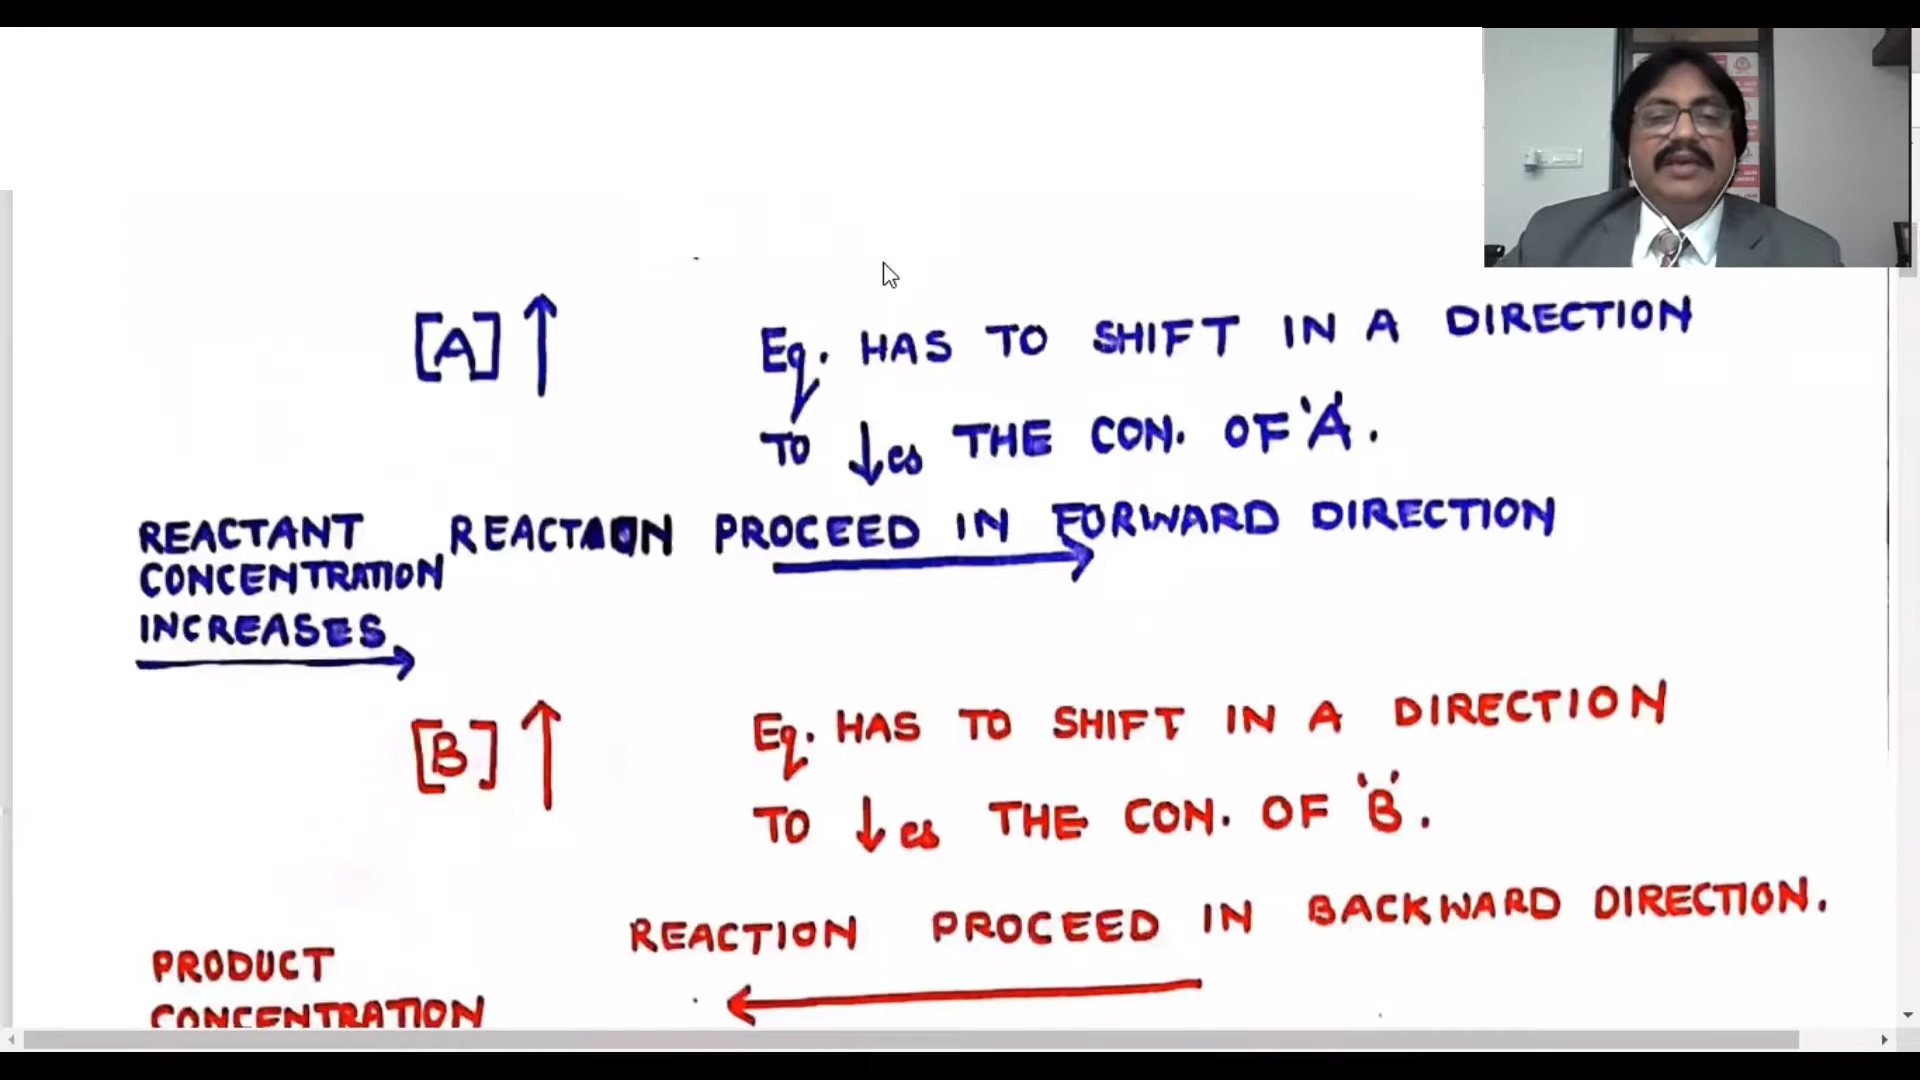 [A] ↑ Eq. HAS TO SHIFT IN A DIRECTION
TO ↓es THE CON. OF 'A'.
REACTANT REACTAON PROCEED IN FORWARD DIRECTION
CONCENTRATION
INCREASES
[B] ↑ Eq. HAS TO SHIFT IN A DIRECTION
TO ↓es THE CON. OF 'B'.
REACTION PROCEED IN BACKWARD DIRECTION.
PRODUCT
CONCENTRATION